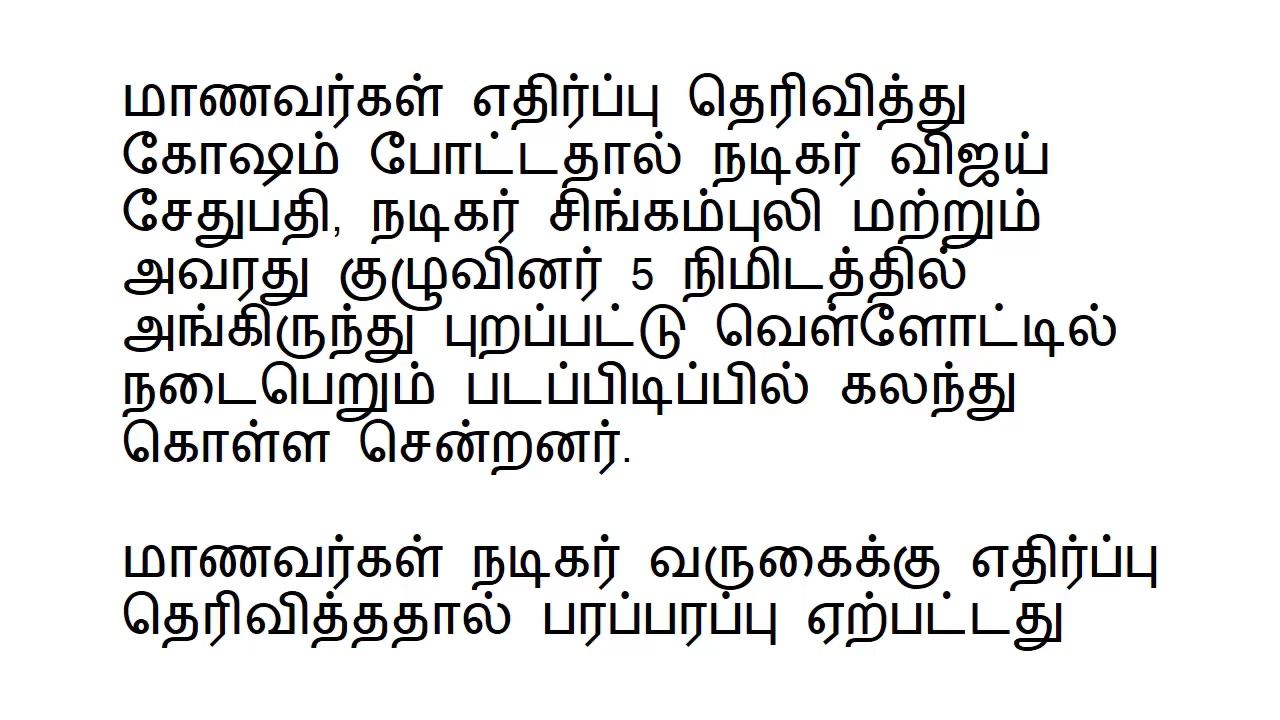 மாணவர்கள் எதிர்ப்பு தெரிவித்து
கோஷம் போட்டதால் நடிகர் விஜய்
சேதுபதி, நடிகர் சிங்கம்புலி மற்றும்
அவரது குழுவினர் 5 நிமிடத்தில்
அங்கிருந்து புறப்பட்டு வெள்ளோட்டில்
நடைபெறும் படப்பிடிப்பில் கலந்து
கொள்ள சென்றனர்.
மாணவர்கள் நடிகர் வருகைக்கு எதிர்ப்பு
தெரிவித்ததால் பரப்பரப்பு ஏற்பட்டது